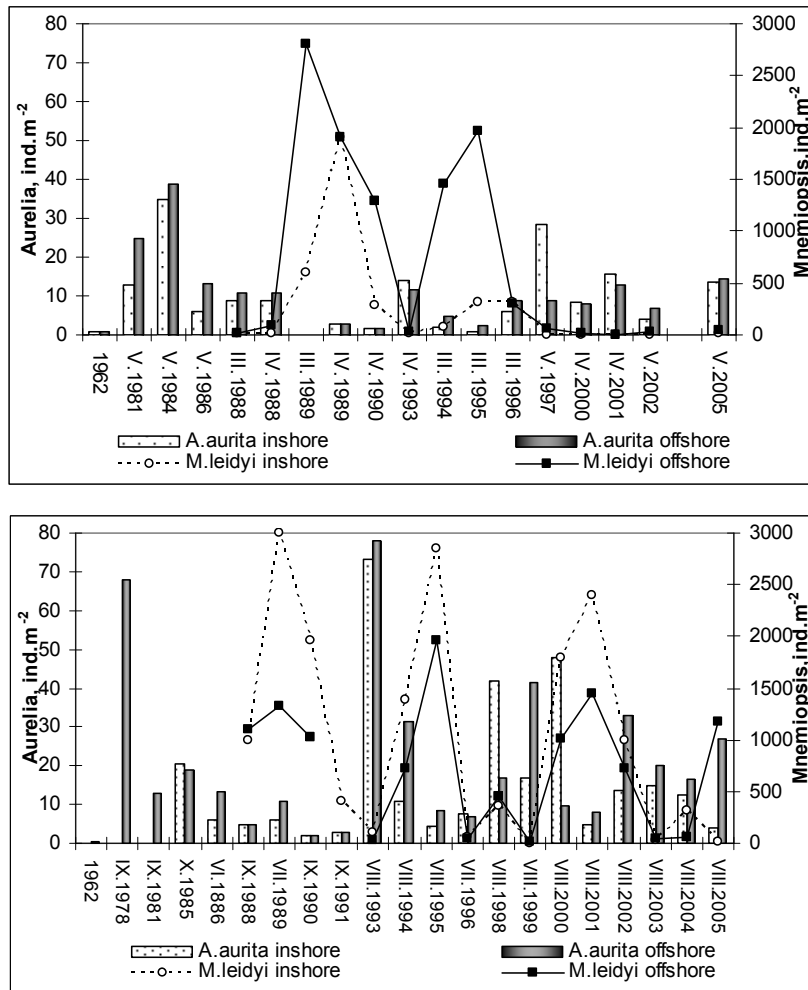 Aurelia, ind.m⁻²
80
70
60
50
40
30
20
10
0
3000
2500
2000
1500
1000
500
0
Mnemiopsis.ind.m⁻²
1962
V.1981
V.1984
V.1986
III.1988
IV.1988
III.1989
IV.1989
IV.1990
IV.1993
III.1994
III.1995
III.1996
V.1997
IV.2000
IV.2001
V.2002
V.2005
A.aurita inshore
A.aurita offshore
M.leidyi inshore
M.leidyi offshore
Aurelia, ind.m⁻²
80
70
60
50
40
30
20
10
0
3000
2500
2000
1500
1000
500
0
Mnemiopsis.ind.m⁻²
1962
IX.1978
IX.1981
X.1985
VI.1886
IX.1988
VII.1989
IX.1990
IX.1991
VIII.1993
VIII.1994
VIII.1995
VII.1996
VIII.1998
VIII.1999
VIII.2000
VIII.2001
VIII.2002
VIII.2003
VIII.2004
VIII.2005
A.aurita inshore
A.aurita offshore
M.leidyi inshore
M.leidyi offshore